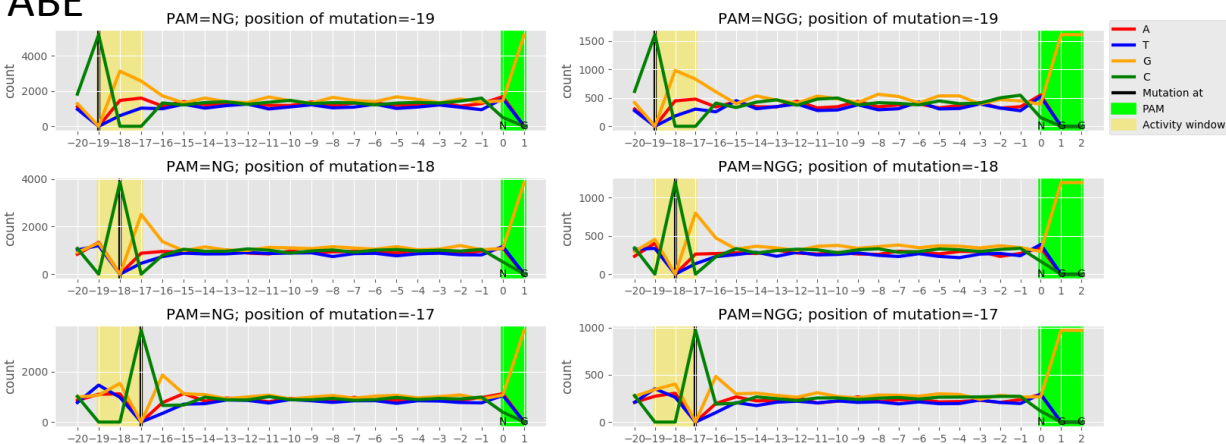 ABE
PAM=NG; position of mutation=-19
count
4000
2000
0
N G
−20 −19 −18 −17 −16 −15 −14 −13 −12 −11 −10 −9 −8 −7 −6 −5 −4 −3 −2 −1 0 1
PAM=NGG; position of mutation=-19
count
1500
1000
500
0
N G G
−20 −19 −18 −17 −16 −15 −14 −13 −12 −11 −10 −9 −8 −7 −6 −5 −4 −3 −2 −1 0 1 2
A
T
G
C
Mutation at
PAM
Activity window
PAM=NG; position of mutation=-18
count
4000
2000
0
N G
−20 −19 −18 −17 −16 −15 −14 −13 −12 −11 −10 −9 −8 −7 −6 −5 −4 −3 −2 −1 0 1
PAM=NGG; position of mutation=-18
count
1000
500
0
N G G
−20 −19 −18 −17 −16 −15 −14 −13 −12 −11 −10 −9 −8 −7 −6 −5 −4 −3 −2 −1 0 1 2
PAM=NG; position of mutation=-17
count
2000
0
N G
−20 −19 −18 −17 −16 −15 −14 −13 −12 −11 −10 −9 −8 −7 −6 −5 −4 −3 −2 −1 0 1
PAM=NGG; position of mutation=-17
count
1000
500
0
N G G
−20 −19 −18 −17 −16 −15 −14 −13 −12 −11 −10 −9 −8 −7 −6 −5 −4 −3 −2 −1 0 1 2